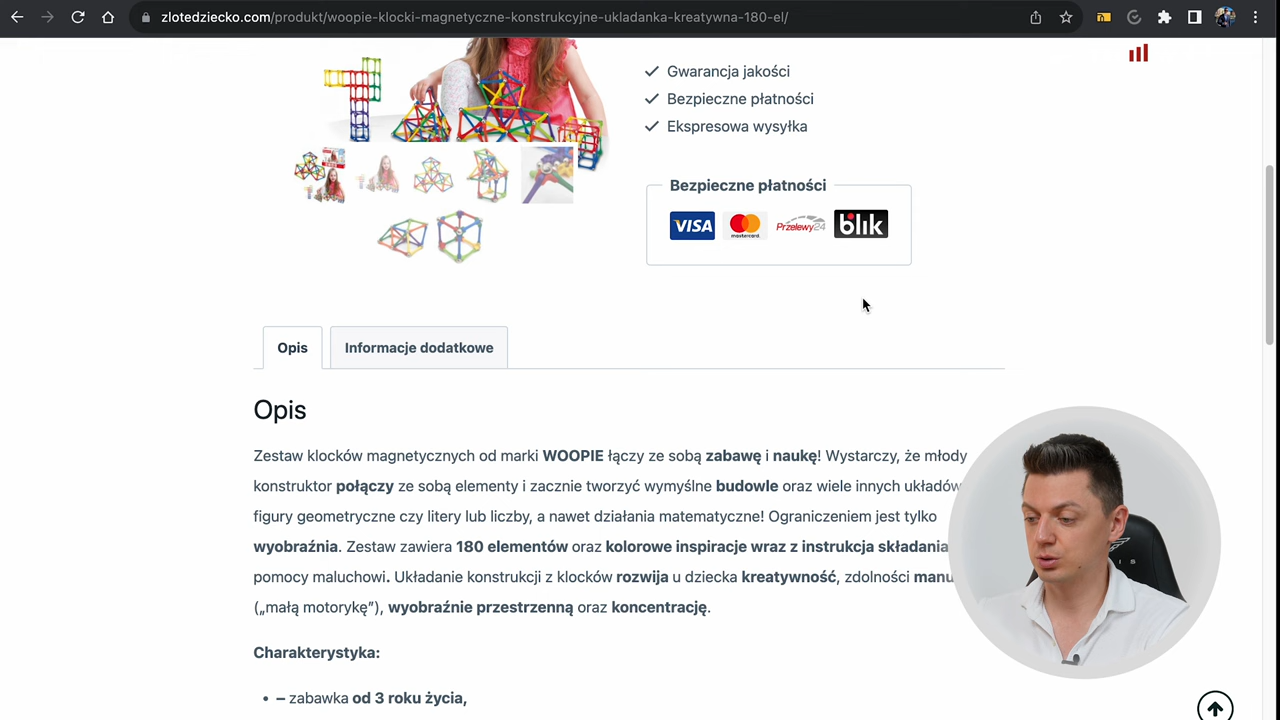 zlotedziecko.com/produkt/woopie-klocki-magnetyczne-konstrukcyjne-ukladanka-kreatywna-180-el/
Gwarancja jakości
Bezpieczne płatności
Ekspresowa wysyłka
Bezpieczne płatności
VISA mastercard. Przelewy24 blik
Opis Informacje dodatkowe
Opis
Zestaw klocków magnetycznych od marki WOOPIE łączy ze sobą zabawę i naukę! Wystarczy, że młody
konstruktor połączy ze sobą elementy i zacznie tworzyć wymyślne budowle oraz wiele innych układów
figury geometryczne czy litery lub liczby, a nawet działania matematyczne! Ograniczeniem jest tylko
wyobraźnia. Zestaw zawiera 180 elementów oraz kolorowe inspiracje wraz z instrukcja składania
pomocy maluchowi. Układanie konstrukcji z klocków rozwija u dziecka kreatywność, zdolności manu
(„małą motorykę”), wyobraźnie przestrzenną oraz koncentrację.
Charakterystyka:
• – zabawka od 3 roku życia,